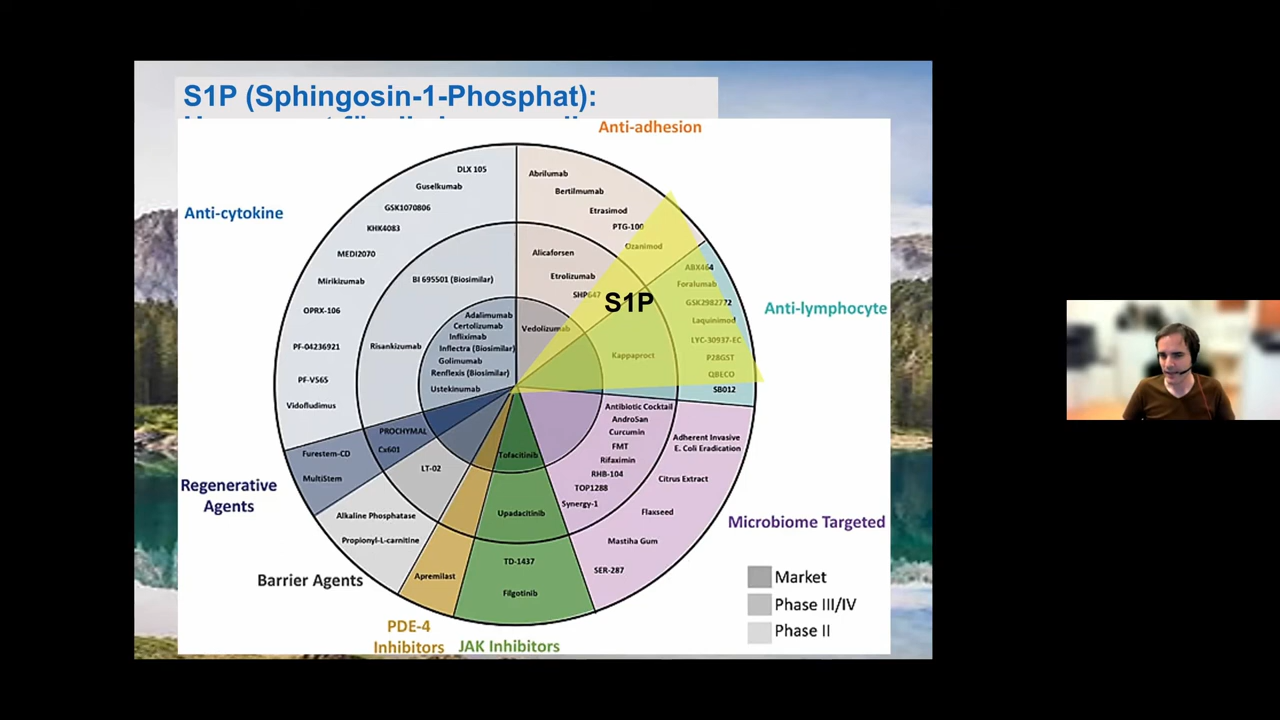 S1P (Sphingosin-1-Phosphat):
Anti-adhesion
Anti-cytokine
DLX 105
Guselkumab
GSK1070806
KHK4083
MEDI2070
Mirikizumab
OPRX-106
PF-04236921
PF-V565
Vidofludimus
BI 695501 (Biosimilar)
Risankizumab
Adalimumab
Certolizumab
Infliximab
Inflectra (Biosimilar)
Golimumab
Renflexis (Biosimilar)
Ustekinumab
Abrilumab
Bertilmumab
Etrasimod
PTG-100
Ozanimod
Alicaforsen
Etrolizumab
SHP647
Vedolizumab
S1P
Anti-lymphocyte
ABX464
Foralumab
GSK2982772
Laquinimod
LYC-30937-EC
P28GST
QBECO
SB012
Kappaproct
Antibiotic Cocktail
AndroSan
Curcumin
FMT
Rifaximin
RHB-104
TOP1288
Synergy-1
Adherent Invasive
E. Coli Eradication
Citrus Extract
Flaxseed
Mastiha Gum
SER-287
Microbiome Targeted
Tofacitinib
Upadacitinib
TD-1437
Filgotinib
JAK Inhibitors
Apremilast
PDE-4
Inhibitors
LT-02
Alkaline Phosphatase
Propionyl-L-carnitine
Barrier Agents
PROCHYMAL
Cx601
Furestem-CD
MultiStem
Regenerative
Agents
Market
Phase III/IV
Phase II